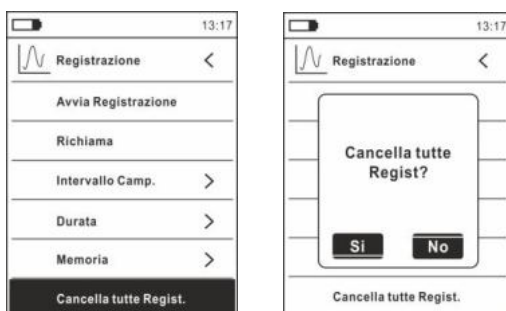 13:17
Registrazione
Avvia Registrazione
Richiama
Intervallo Camp.
Durata
Memoria
Cancella tutte Regist.
13:17
Registrazione
Cancella tutte
Regist?
Si No
Cancella tutte Regist.